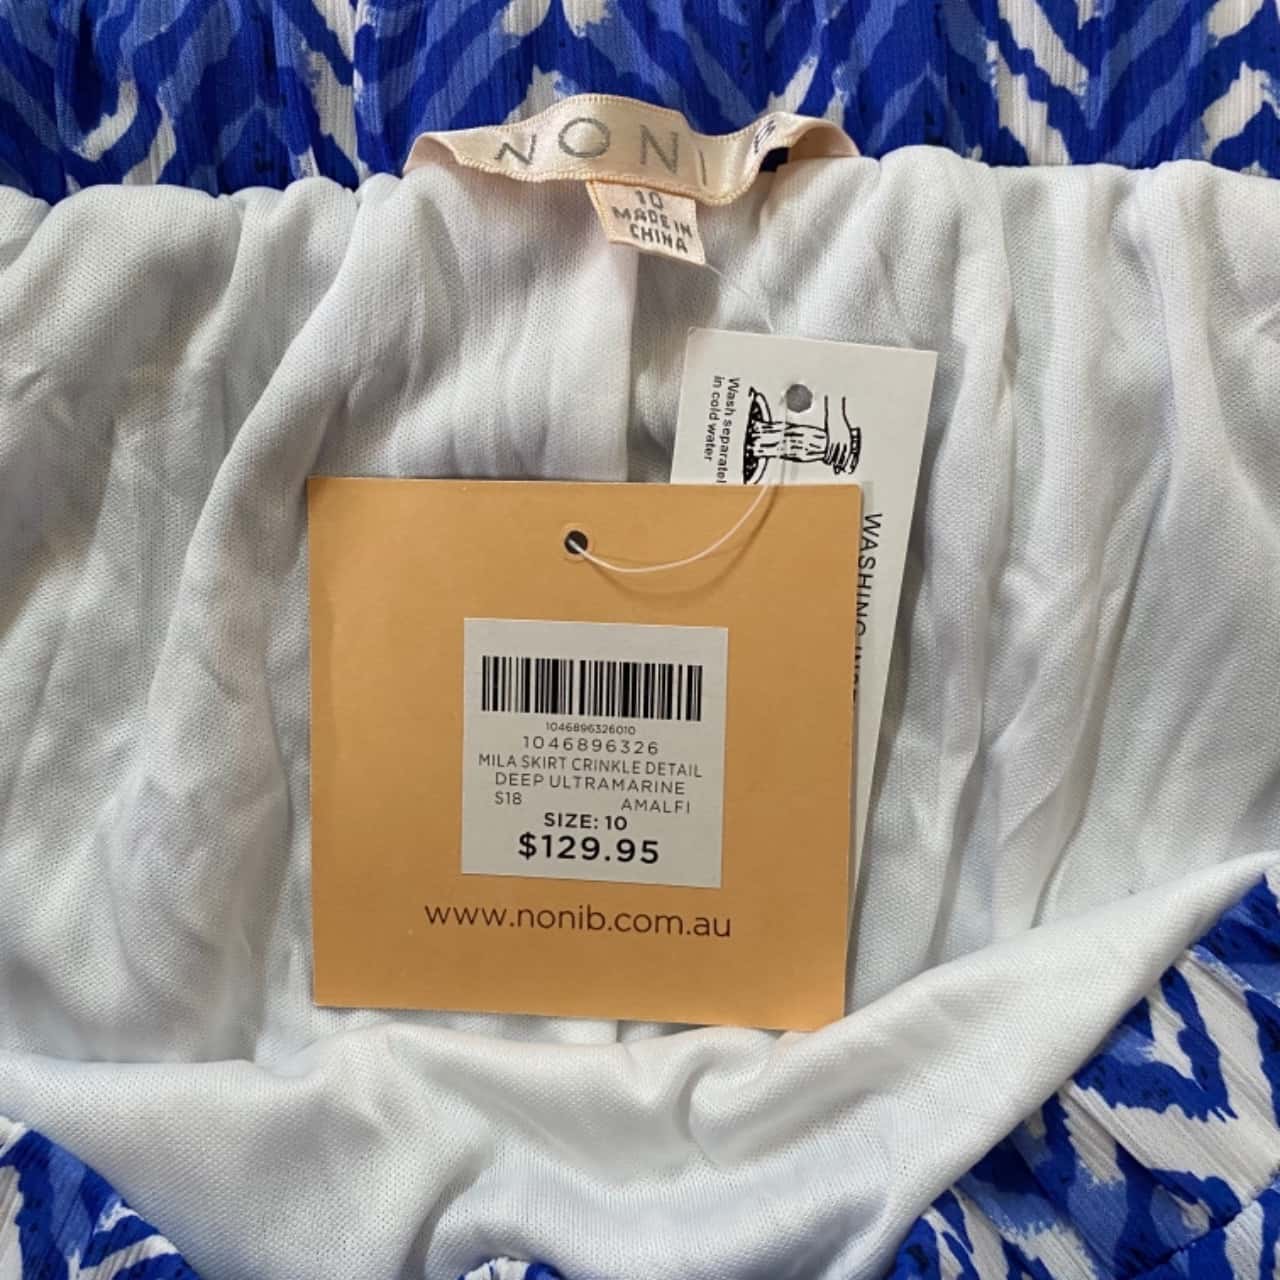 NONI B
10
MADE IN
CHINA
Wash separately
in cold water
WASHING
1046896326010
1046896326
MILA SKIRT CRINKLE DETAIL
DEEP ULTRAMARINE
S18 AMALFI
SIZE: 10
$129.95
www.nonib.com.au